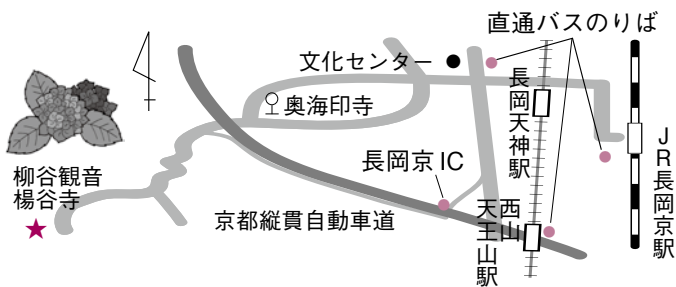 直通バスのりば
文化センター
奥海印寺
長岡天神駅
JR長岡京駅
長岡京IC
柳谷観音
楊谷寺
京都縦貫自動車道
西山
天王山駅